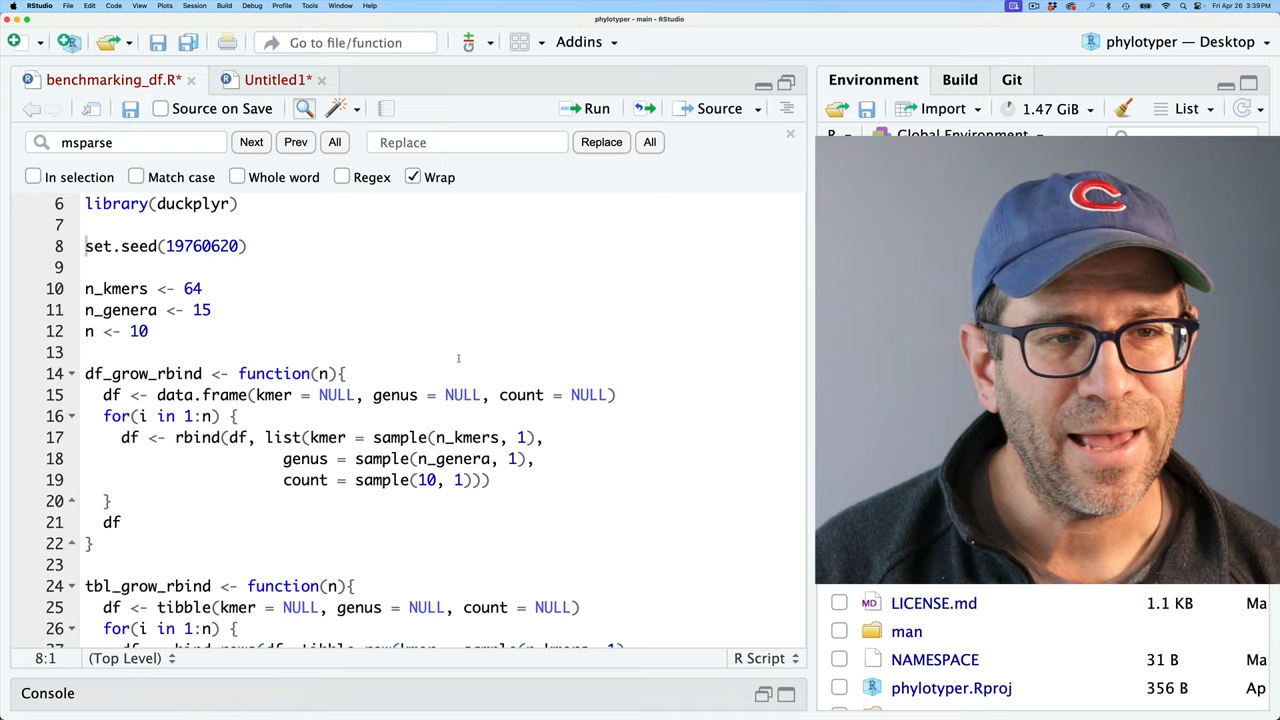 RStudio File Edit Code View Plots Session Build Debug Profile Tools Window Help Fri Apr 26 3:39PM
phylotyper - main - RStudio
Go to file/function Addins phylotyper — Desktop
benchmarking_df.R* Untitled1* Environment Build Git
Source on Save Run Source Import 1.47 GiB List
R Global Environment
msparse Next Prev All Replace Replace All
In selection Match case Whole word Regex Wrap
6 library(duckplyr)
7
8 set.seed(19760620)
9
10 n_kmers <- 64
11 n_genera <- 15
12 n <- 10
13
14 df_grow_rbind <- function(n){
15 df <- data.frame(kmer = NULL, genus = NULL, count = NULL)
16 for(i in 1:n) {
17 df <- rbind(df, list(kmer = sample(n_kmers, 1),
18 genus = sample(n_genera, 1),
19 count = sample(10, 1)))
20 }
21 df
22 }
23
24 tbl_grow_rbind <- function(n){
25 df <- tibble(kmer = NULL, genus = NULL, count = NULL)
26 for(i in 1:n) {
8:1 (Top Level) R Script
Console
C
LICENSE.md 1.1 KB Ma
man
NAMESPACE 31 B Ma
phylotyper.Rproj 356 B Ap